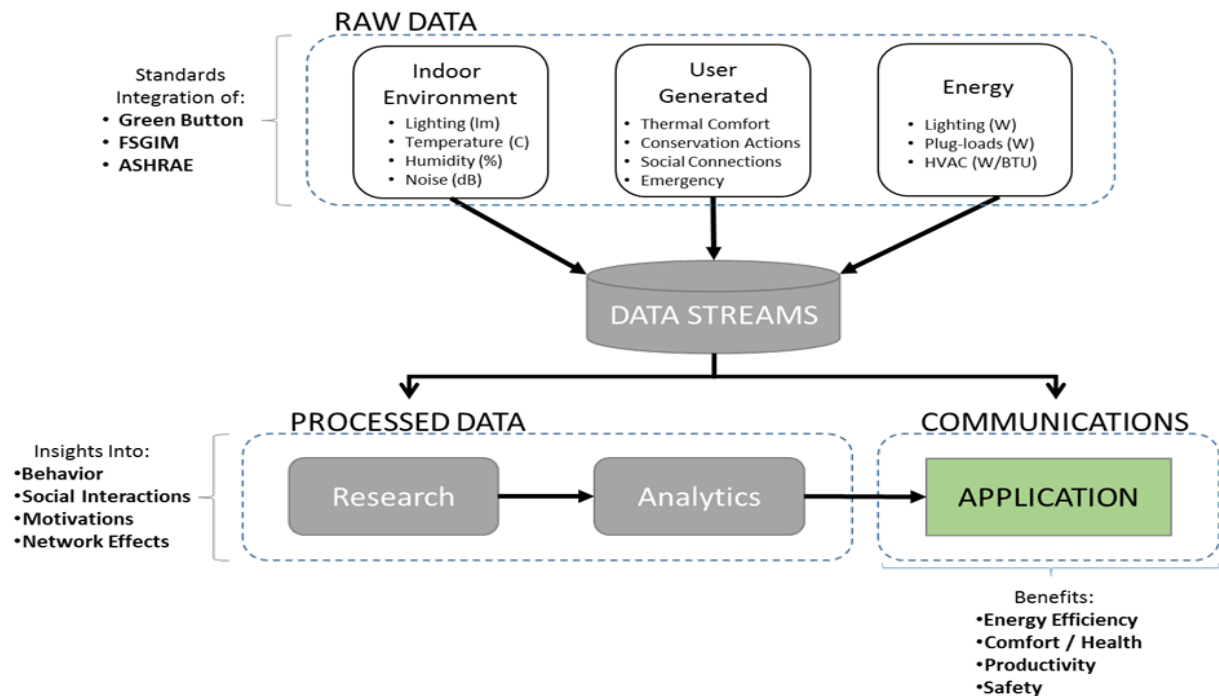 RAW DATA
Standards
Integration of:
• Green Button
• FSGIM
• ASHRAE
Indoor
Environment
• Lighting (lm)
• Temperature (C)
• Humidity (%)
• Noise (dB)
User
Generated
• Thermal Comfort
• Conservation Actions
• Social Connections
• Emergency
Energy
• Lighting (W)
• Plug-loads (W)
• HVAC (W/BTU)
DATA STREAMS
PROCESSED DATA
COMMUNICATIONS
Insights Into:
•Behavior
•Social Interactions
•Motivations
•Network Effects
Research
Analytics
APPLICATION
Benefits:
•Energy Efficiency
•Comfort / Health
•Productivity
•Safety